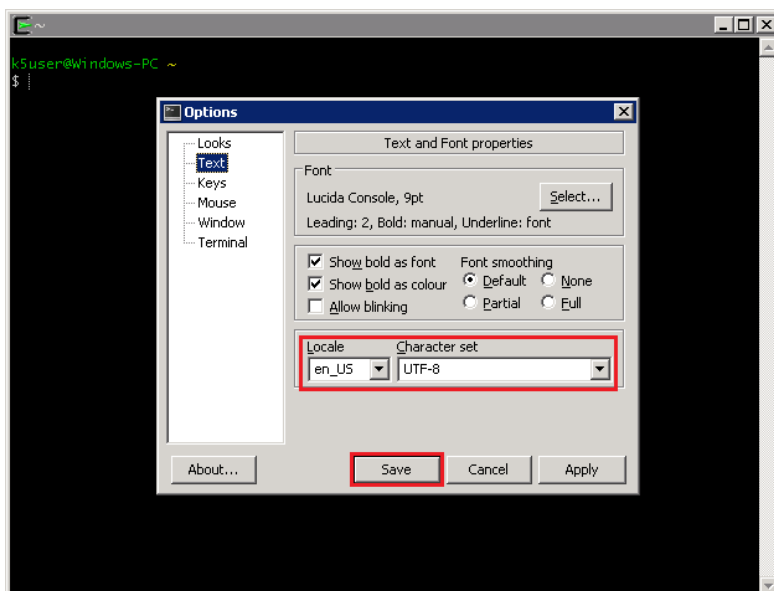 ~
k5user@Windows-PC ~
$
Options
Looks
Text
Keys
Mouse
Window
Terminal
Text and Font properties
Font
Lucida Console, 9pt
Select...
Leading: 2, Bold: manual, Underline: font
Show bold as font
Show bold as colour
Allow blinking
Font smoothing
Default
None
Partial
Full
Locale
Character set
en_US
UTF-8
About...
Save
Cancel
Apply